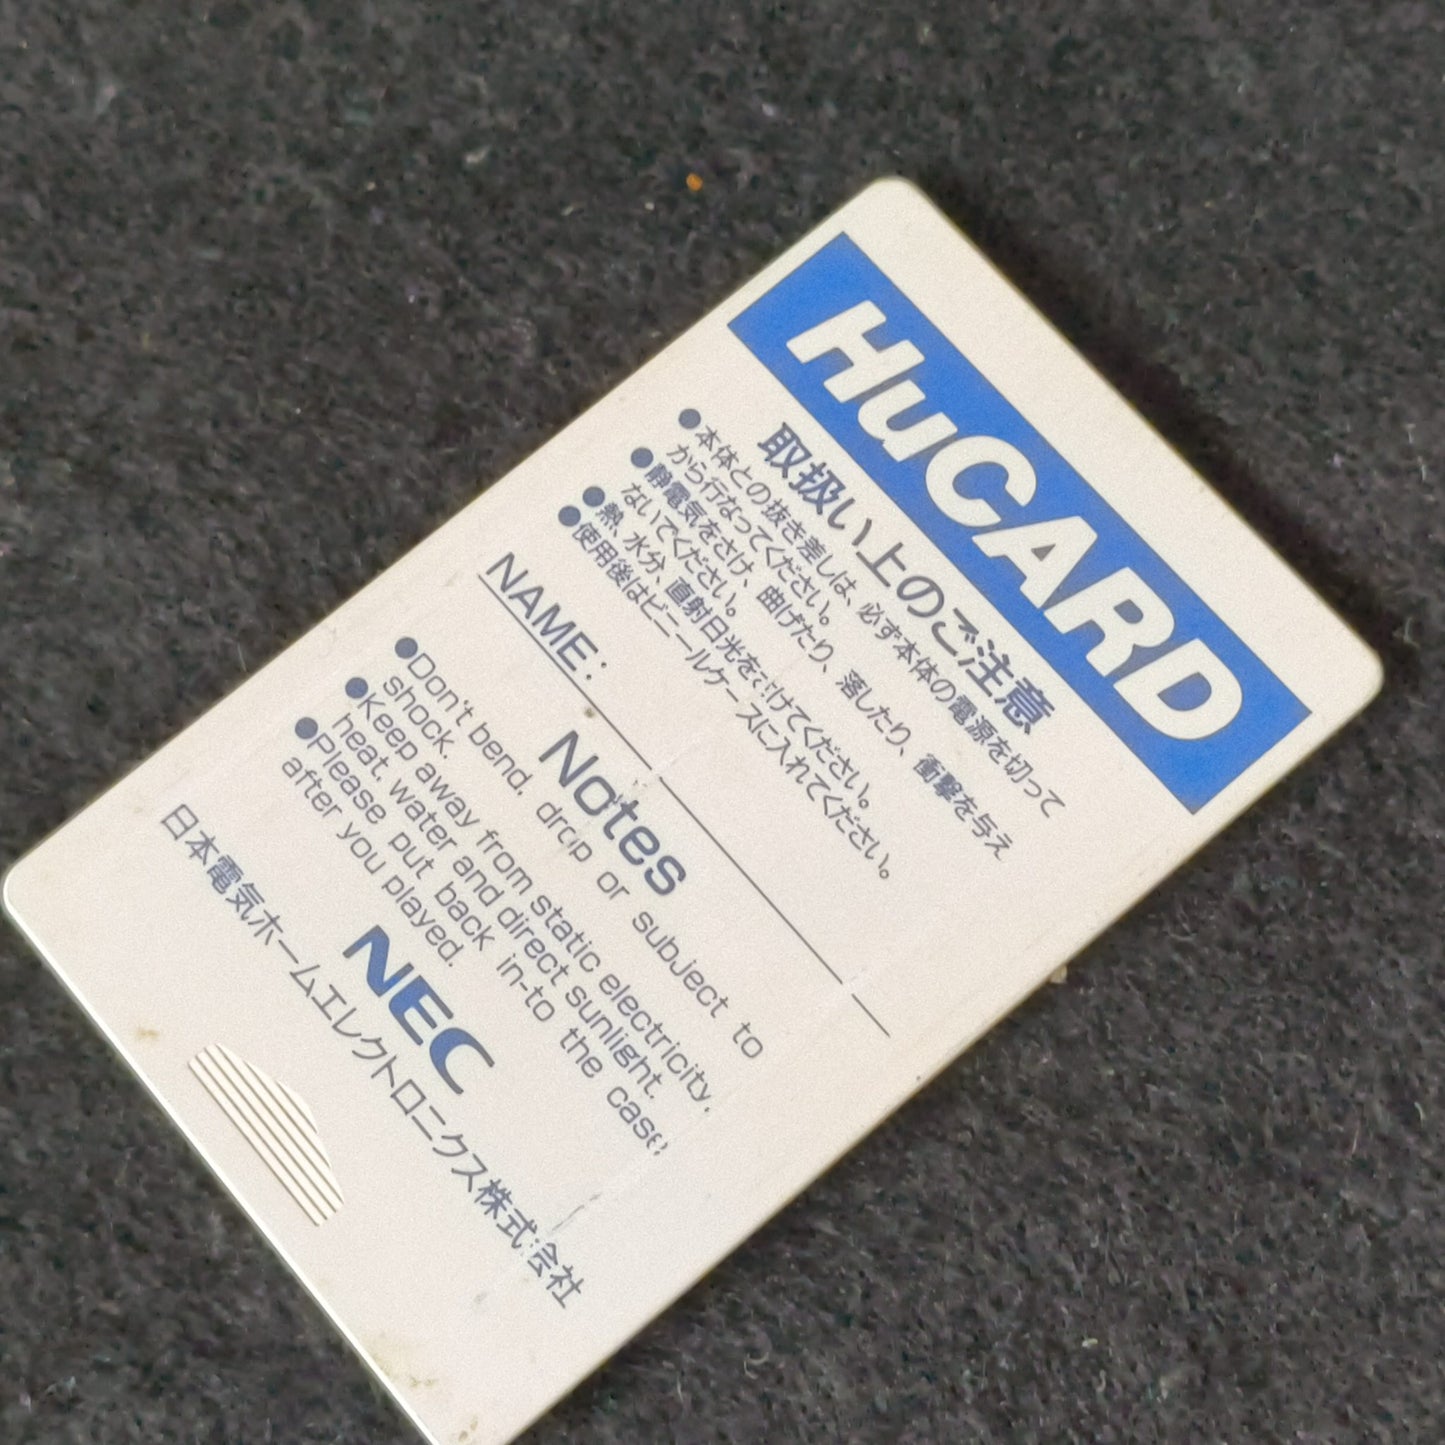 HuCARD
取扱い上のご注意
●本体との抜き差しは、必ず本体の電源を切って
から行なってください。
●静電気をさけ、曲げたり、落したり、衝撃を与え
ないでください。
●熱、水分、直射日光をさけてください。
●使用後はビニールケースに入れてください。
NAME:
Notes
●Don't bend, drop or subject to
shock.
●Keep away from static electricity,
heat, water and direct sunlight.
●Please put back in-to the case
after you played.
NEC
日本電気ホームエレクトロニクス株式会社